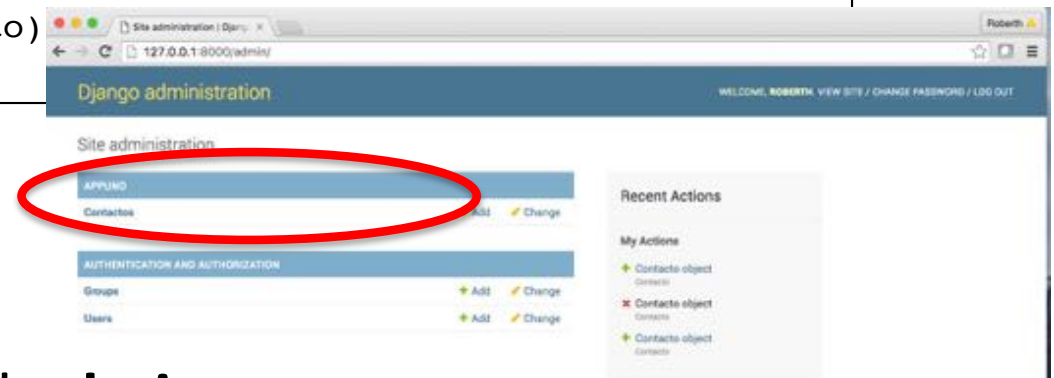 o)
Site administration | Djang
Roberth
127.0.0.1:8000/admin/
Django administration
WELCOME, ROBERTH. VIEW SITE / CHANGE PASSWORD / LOG OUT
Site administration
APPUNO
Contactos Add Change
AUTHENTICATION AND AUTHORIZATION
Groups Add Change
Users Add Change
Recent Actions
My Actions
Contacto object
Contacto
Contacto object
Contacto
Contacto object
Contacto